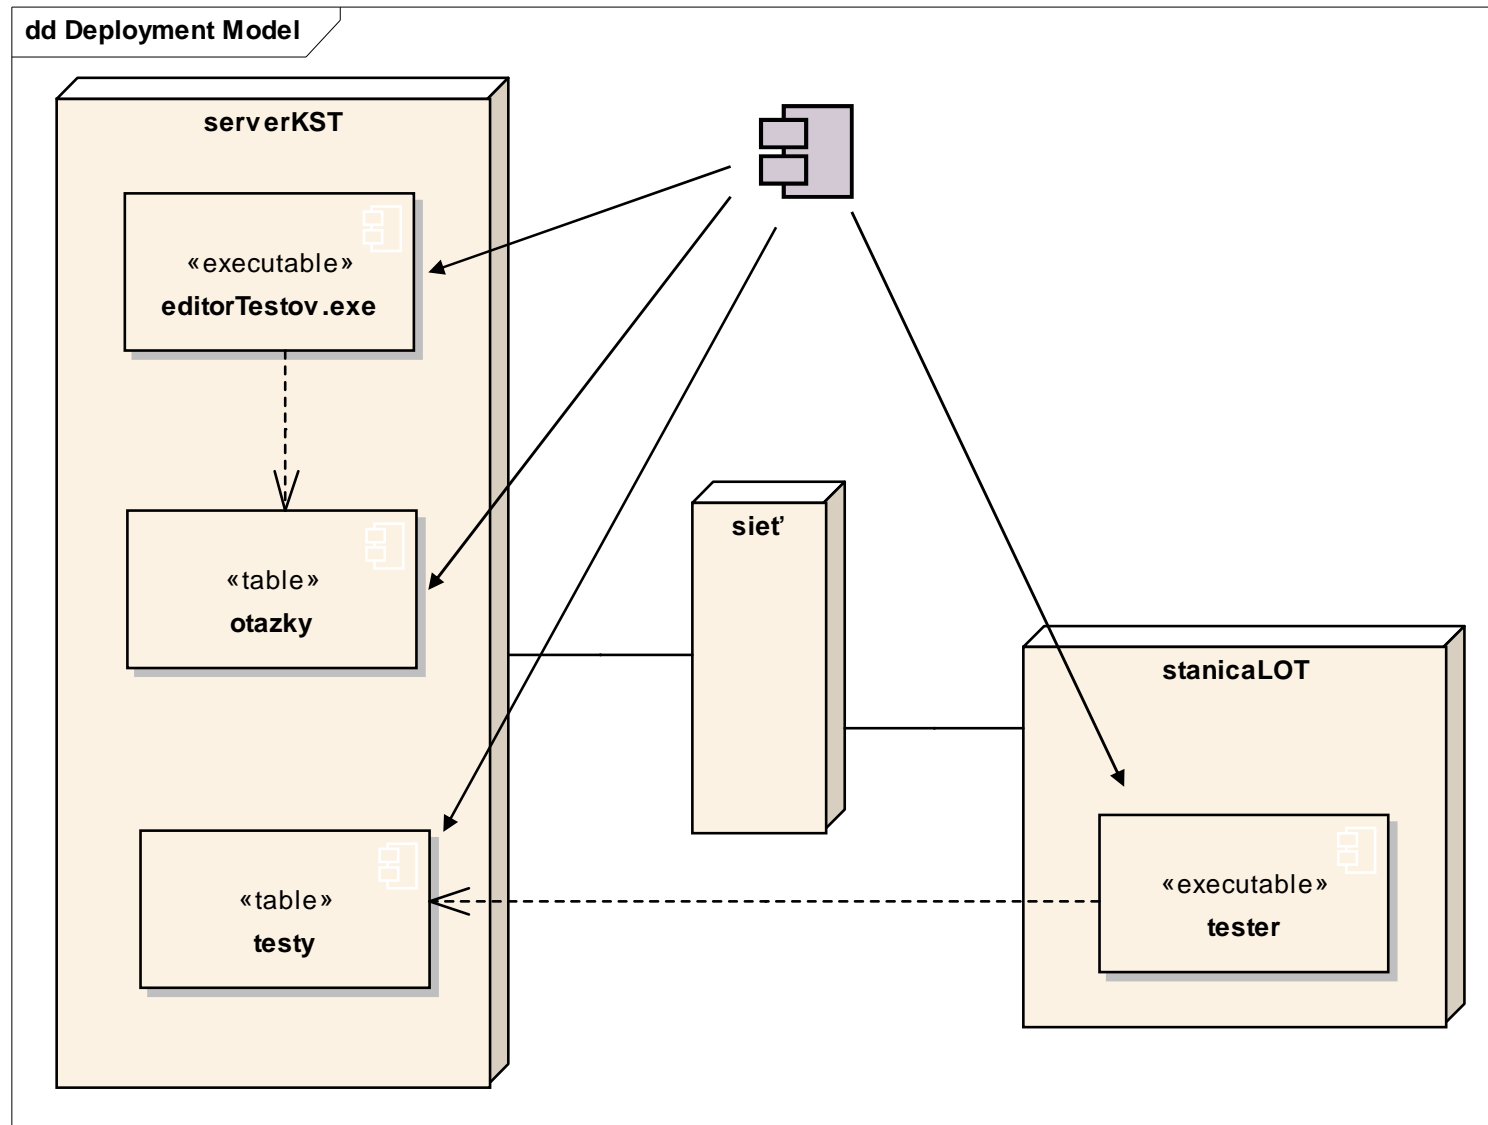 dd Deployment Model
serverKST
«executable»
editorTestov.exe
«table»
otazky
«table»
testy
sieť
stanicaLOT
«executable»
tester